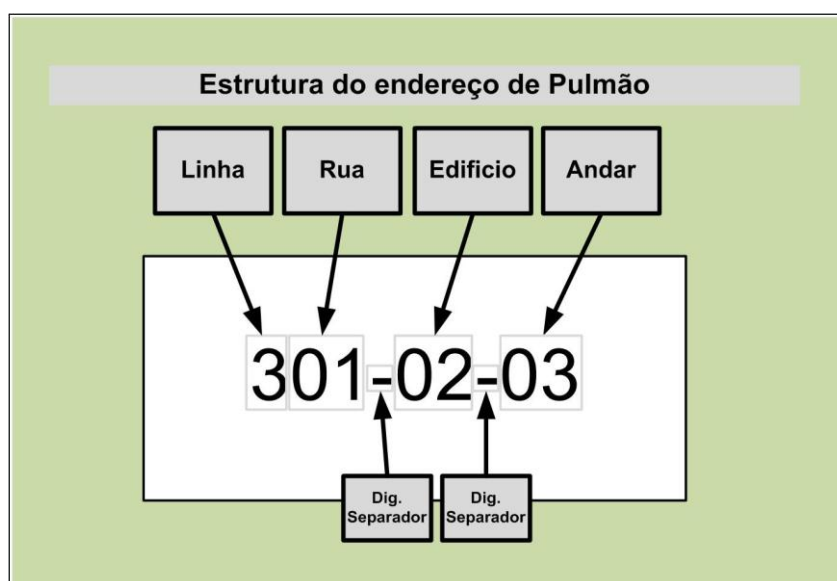 Estrutura do endereço de Pulmão
Linha
Rua
Edificio
Andar
301-02-03
Dig.
Separador
Dig.
Separador